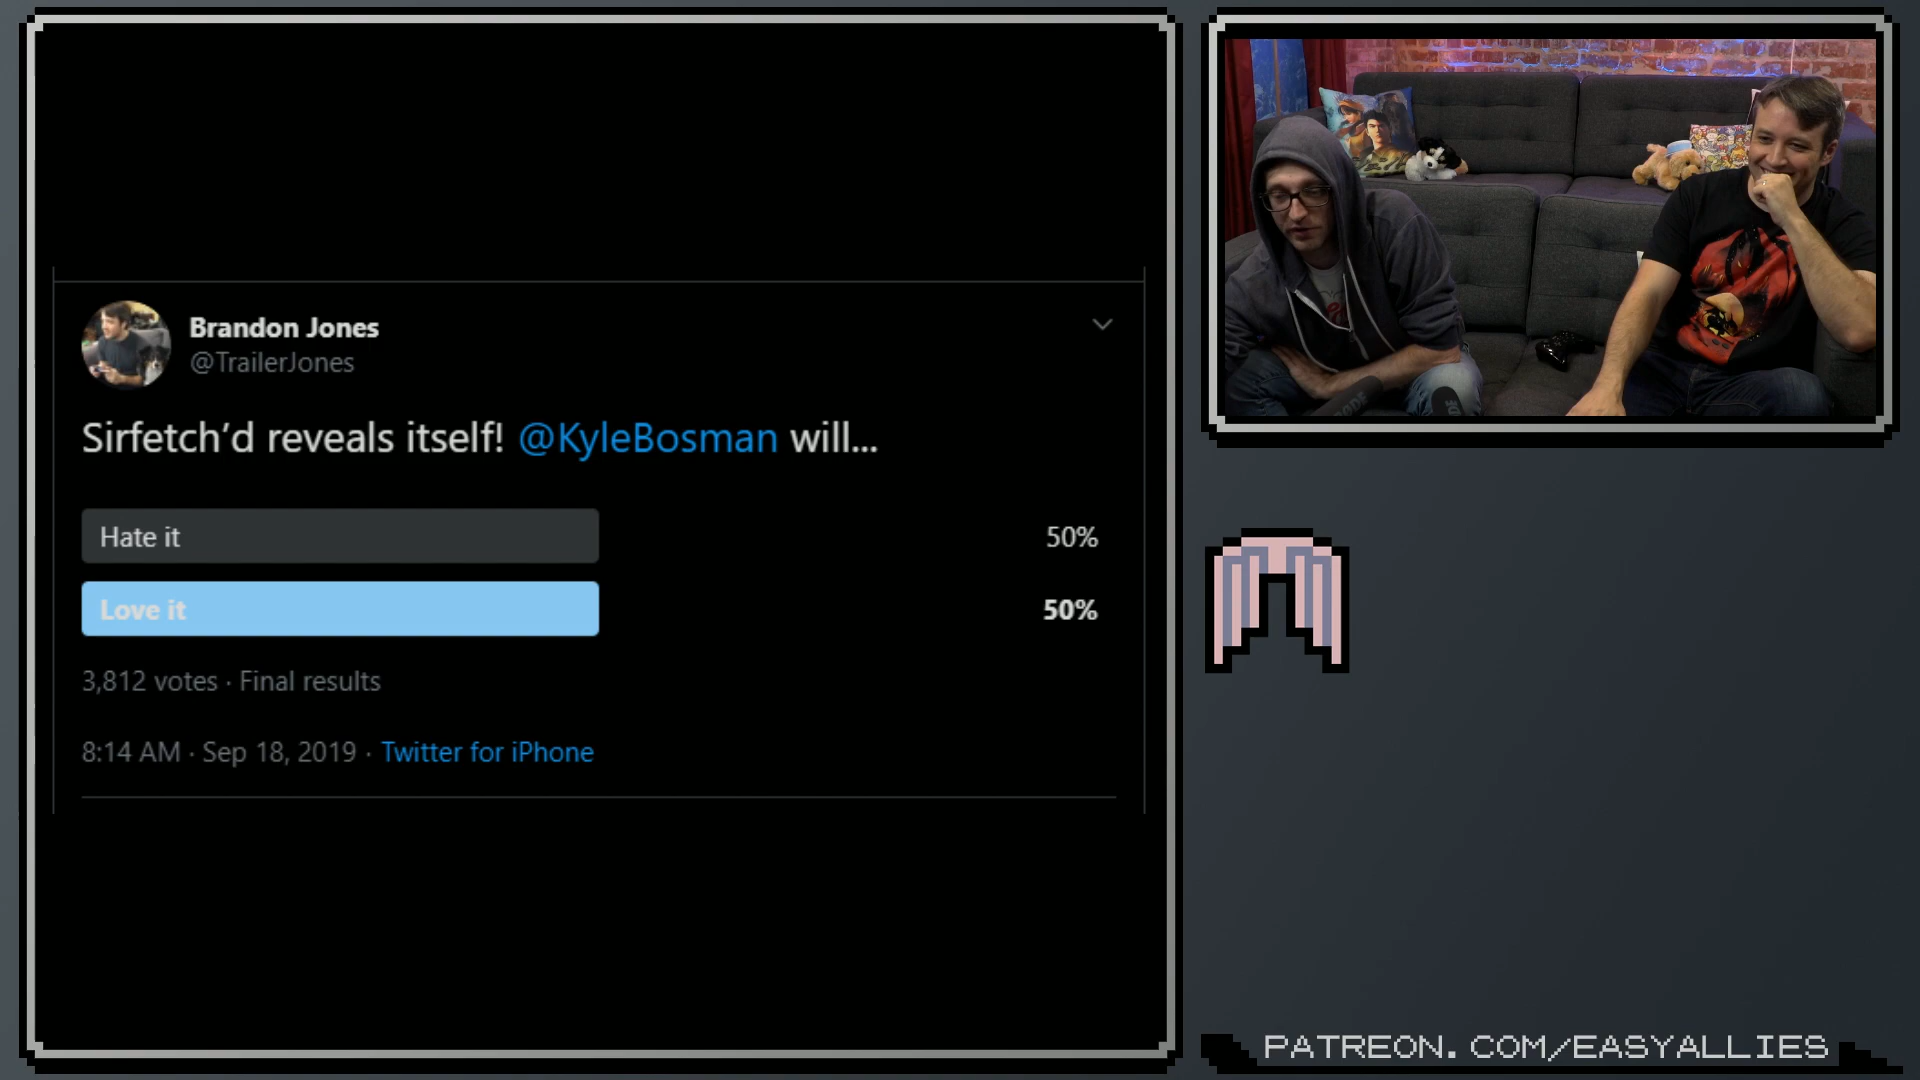 Brandon Jones
@TrailerJones
Sirfetch’d reveals itself! @KyleBosman will...
Hate it 50%
Love it 50%
3,812 votes · Final results
8:14 AM · Sep 18, 2019 · Twitter for iPhone
PATREON.COM/EASYALLIES